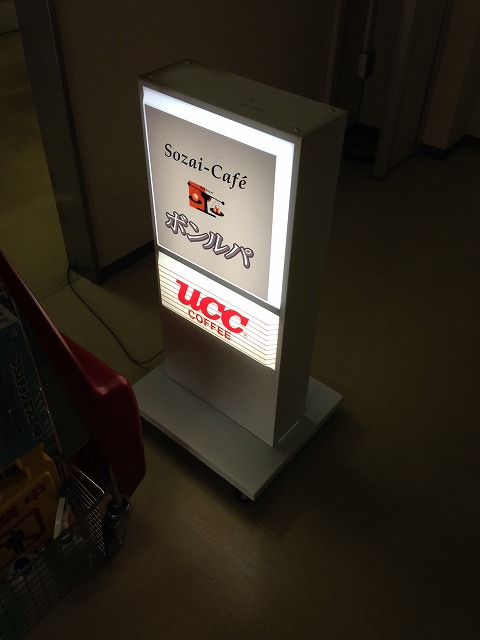 Sozai-Café
ポンルパ
UCC
COFFEE